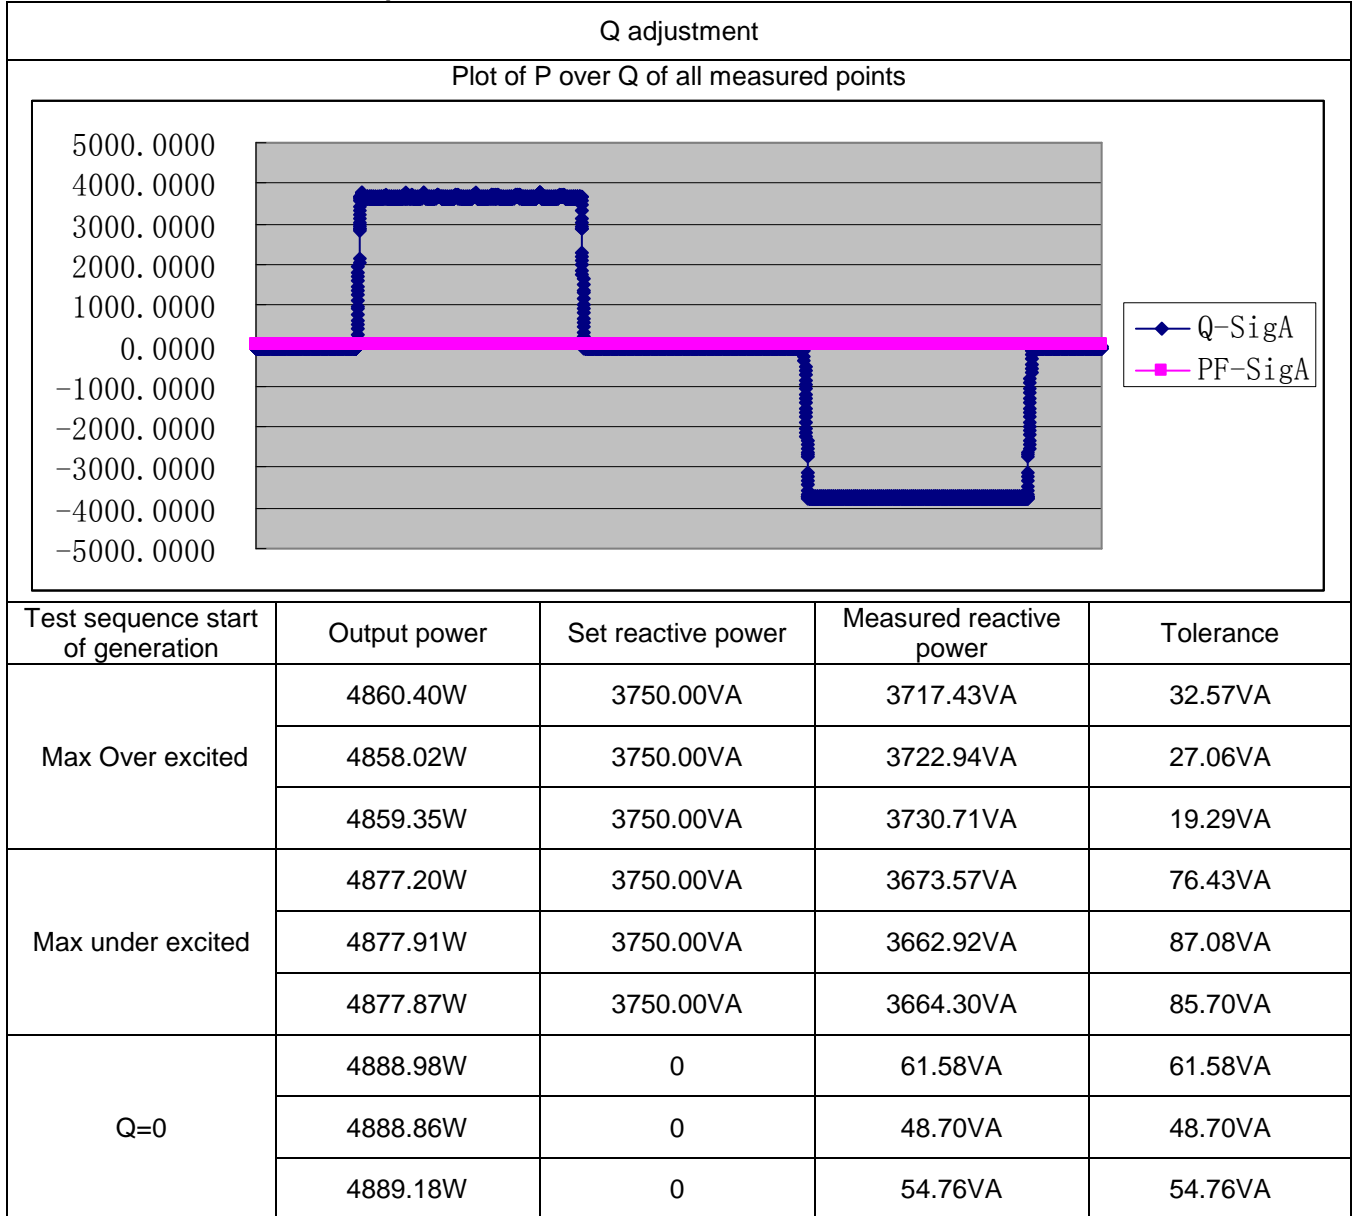 Q adjustment
Plot of P over Q of all measured points
5000.0000
4000.0000
3000.0000
2000.0000
1000.0000
0.0000
-1000.0000
-2000.0000
-3000.0000
-4000.0000
-5000.0000
Q-SigA
PF-SigA
Test sequence start
of generation
Output power
Set reactive power
Measured reactive
power
Tolerance
Max Over excited
4860.40W 3750.00VA 3717.43VA 32.57VA
4858.02W 3750.00VA 3722.94VA 27.06VA
4859.35W 3750.00VA 3730.71VA 19.29VA
Max under excited
4877.20W 3750.00VA 3673.57VA 76.43VA
4877.91W 3750.00VA 3662.92VA 87.08VA
4877.87W 3750.00VA 3664.30VA 85.70VA
Q=0
4888.98W 0 61.58VA 61.58VA
4888.86W 0 48.70VA 48.70VA
4889.18W 0 54.76VA 54.76VA